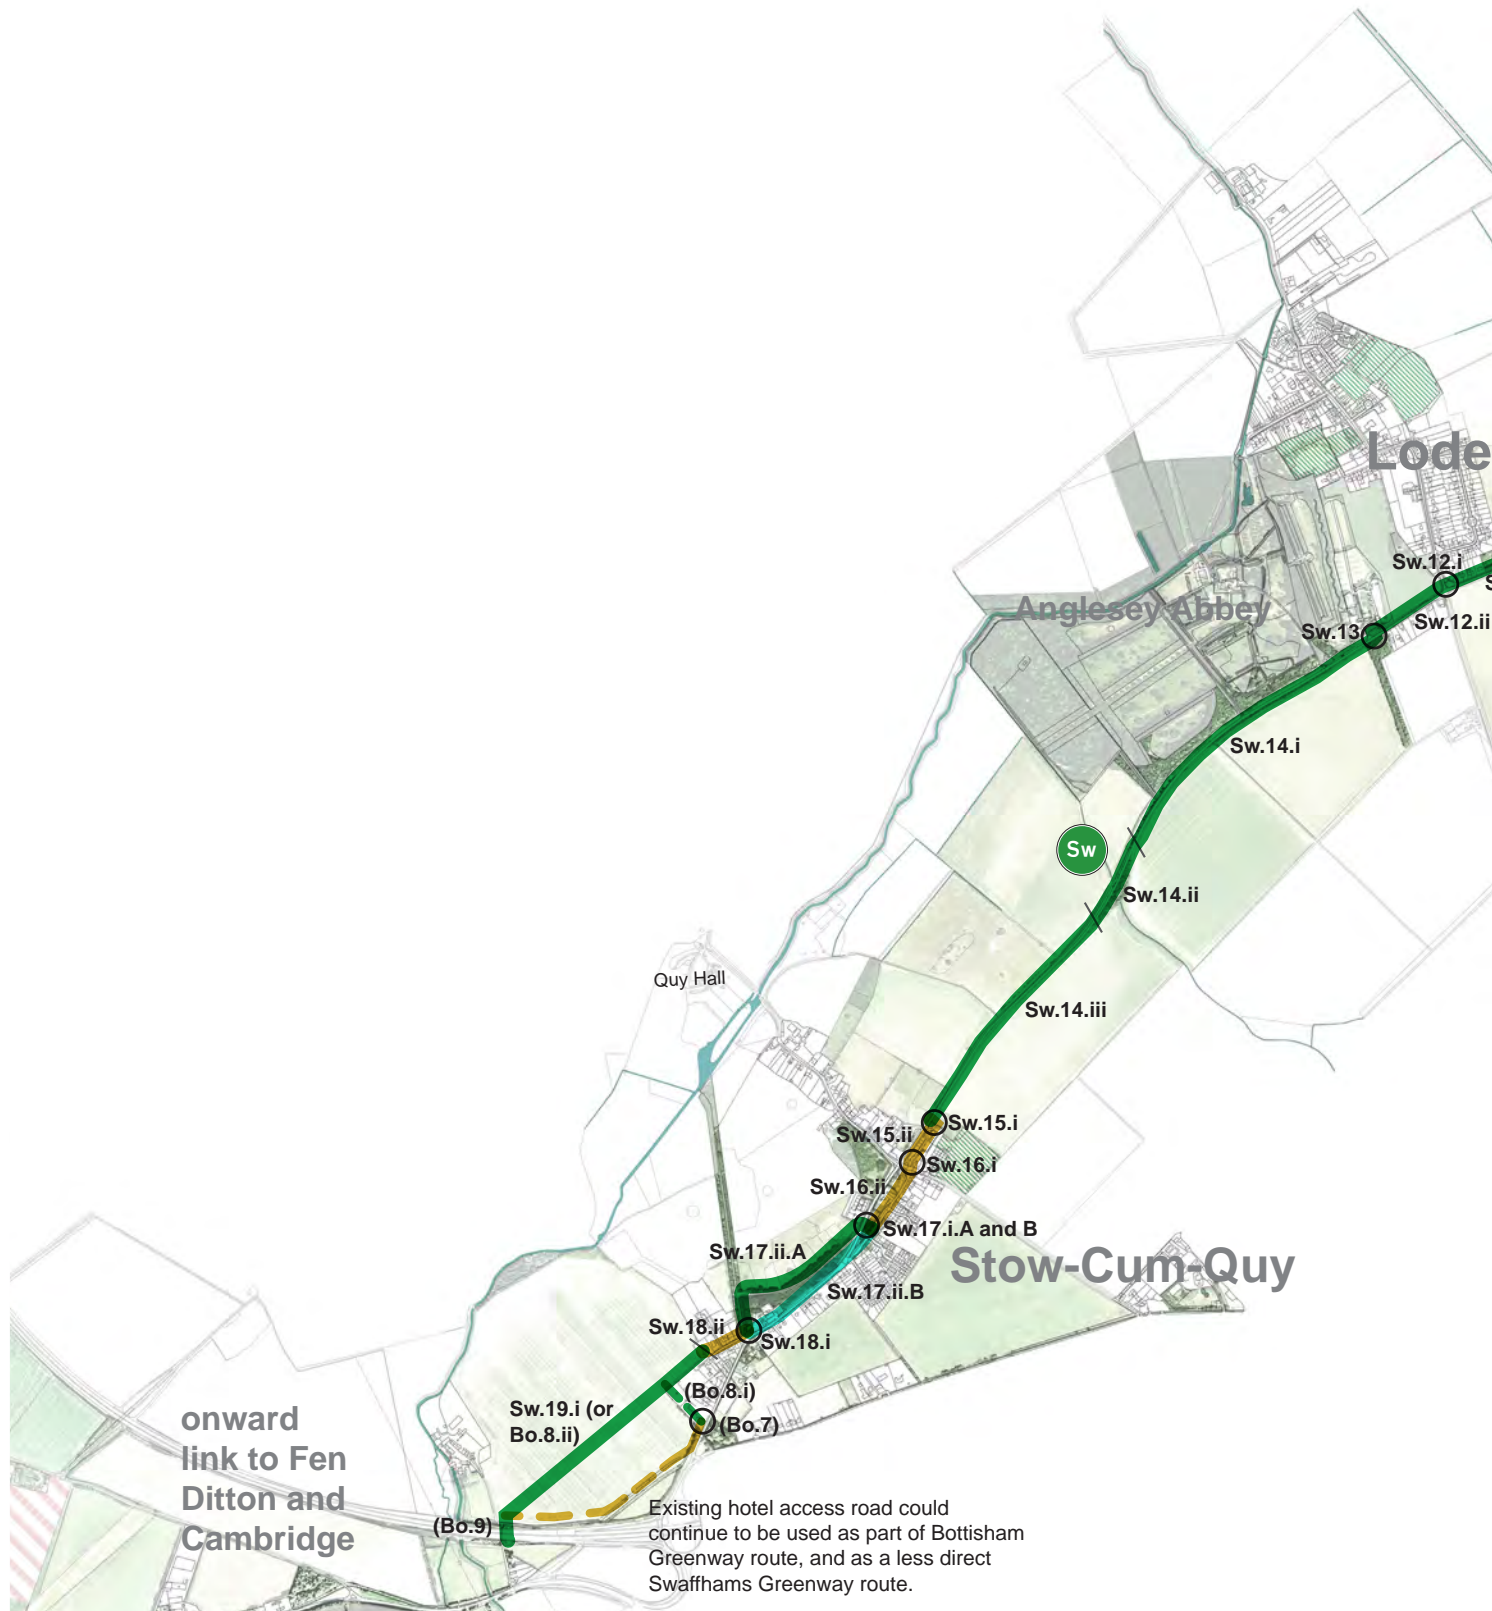 Lode
Sw.12.i
S
Sw.12.ii
Anglesey Abbey
Sw.13
Sw.14.i
Sw
Sw.14.ii
Quy Hall
Sw.14.iii
Sw.15.i
Sw.15.ii
Sw.16.i
Sw.16.ii
Sw.17.i.A and B
Sw.17.ii.A
Stow-Cum-Quy
Sw.17.ii.B
Sw.18.ii
Sw.18.i
(Bo.8.i)
Sw.19.i (or
Bo.8.ii)
(Bo.7)
onward
link to Fen
Ditton and
Cambridge
(Bo.9)
Existing hotel access road could
continue to be used as part of Bottisham
Greenway route, and as a less direct
Swaffhams Greenway route.